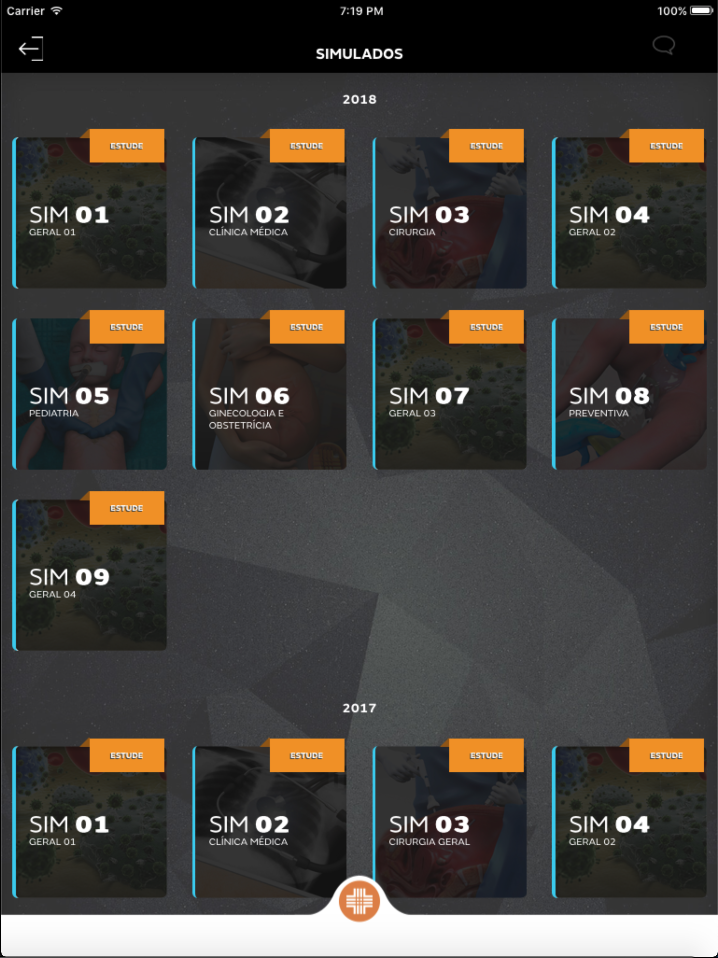 Carrier 7:19 PM 100%
SIMULADOS
2018
ESTUDE
SIM 01
GERAL 01
ESTUDE
SIM 02
CLÍNICA MÉDICA
ESTUDE
SIM 03
CIRURGIA
ESTUDE
SIM 04
GERAL 02
ESTUDE
SIM 05
PEDIATRIA
ESTUDE
SIM 06
GINECOLOGIA E
OBSTETRÍCIA
ESTUDE
SIM 07
GERAL 03
ESTUDE
SIM 08
PREVENTIVA
ESTUDE
SIM 09
GERAL 04
2017
ESTUDE
SIM 01
GERAL 01
ESTUDE
SIM 02
CLÍNICA MÉDICA
ESTUDE
SIM 03
CIRURGIA GERAL
ESTUDE
SIM 04
GERAL 02